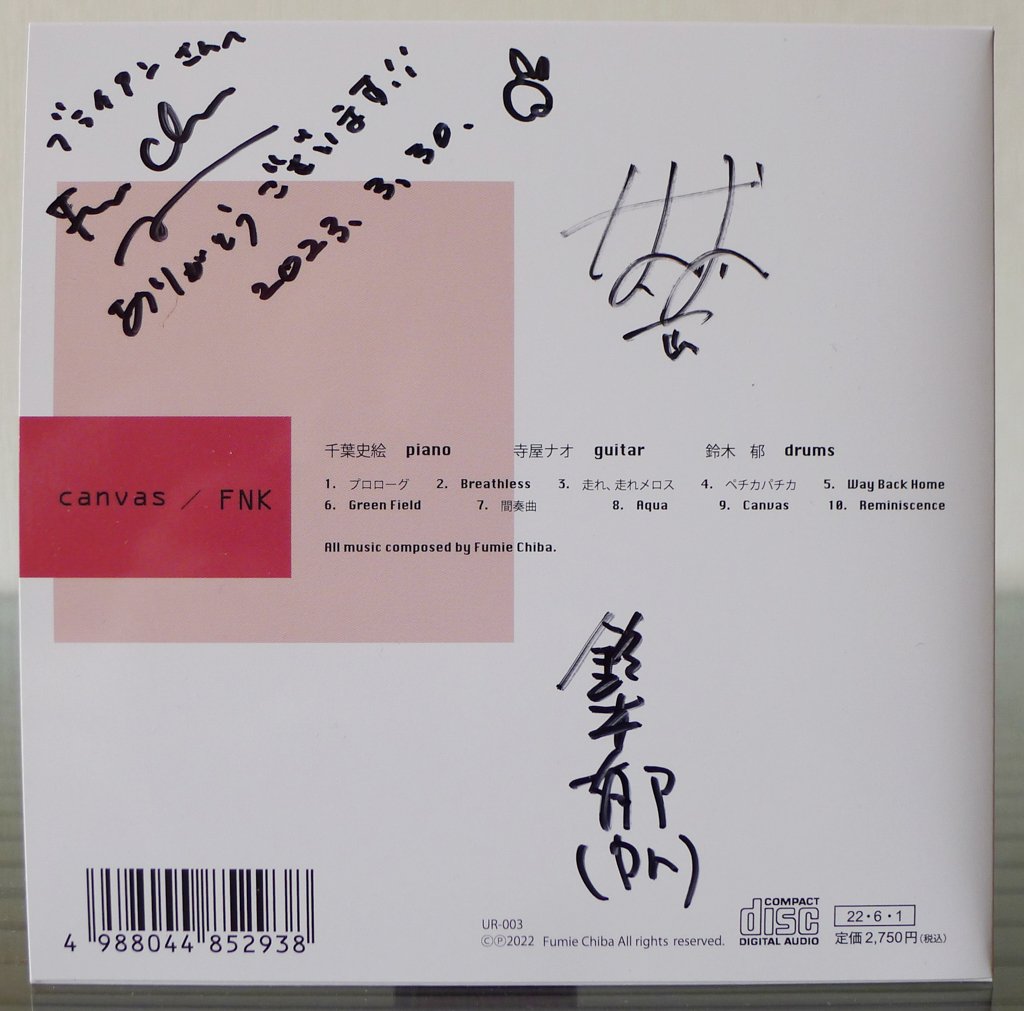 ブライアンさんへ
Fu Ch
ありがとうございます!!
2023. 3. 30.
千葉史絵 piano 寺屋ナオ guitar 鈴木 郁 drums
canvas / FNK
1. プロローグ 2. Breathless 3. 走れ、走れメロス 4. ペチカパチカ 5. Way Back Home
6. Green Field 7. 間奏曲 8. Aqua 9. Canvas 10. Reminiscence
All music composed by Fumie Chiba.
鈴木郁
(かん)
4 988044 852938
UR-003
©℗2022 Fumie Chiba All rights reserved.
COMPACT
disc
DIGITAL AUDIO
22・6・1
定価2,750円(税込)